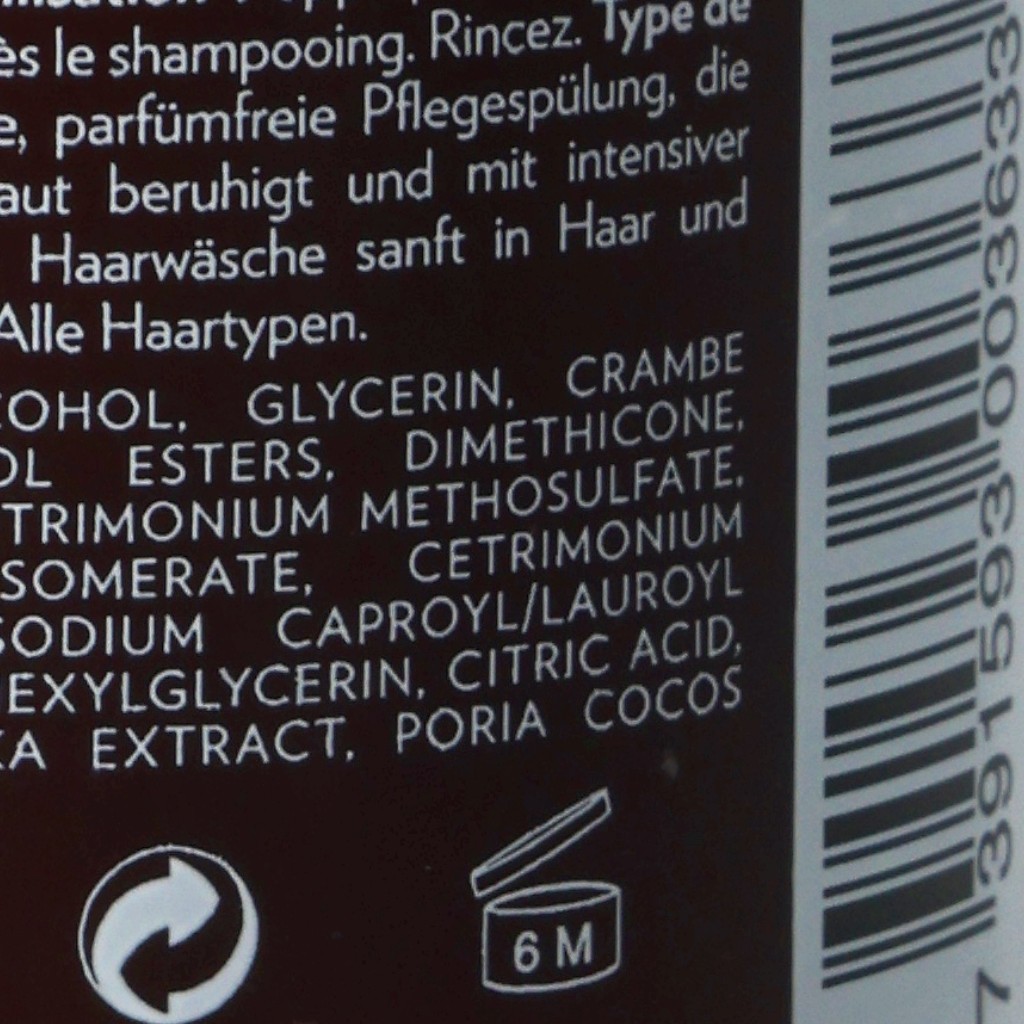 ès le shampooing. Rincez. Type de
e, parfümfreie Pflegespülung, die
aut beruhigt und mit intensiver
Haarwäsche sanft in Haar und
Alle Haartypen.
COHOL, GLYCERIN, CRAMBE
OL ESTERS, DIMETHICONE,
TRIMONIUM METHOSULFATE,
SOMERATE, CETRIMONIUM
SODIUM CAPROYL/LAUROYL
EXYLGLYCERIN, CITRIC ACID,
KA EXTRACT, PORIA COCOS
6 M
7 391593 003633